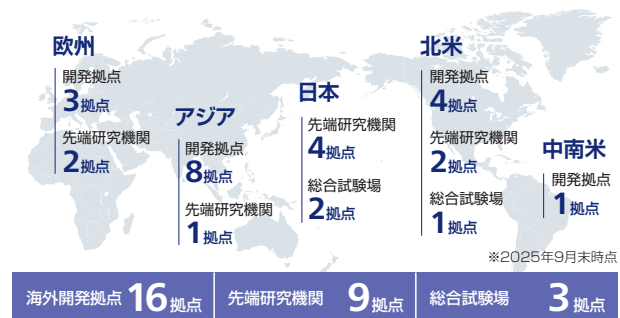 欧州
開発拠点
3拠点
先端研究機関
2拠点
アジア
開発拠点
8拠点
先端研究機関
1拠点
日本
先端研究機関
4拠点
総合試験場
2拠点
北米
開発拠点
4拠点
先端研究機関
2拠点
総合試験場
1拠点
中南米
開発拠点
1拠点
※2025年9月末時点
海外開発拠点 16拠点
先端研究機関 9拠点
総合試験場 3拠点